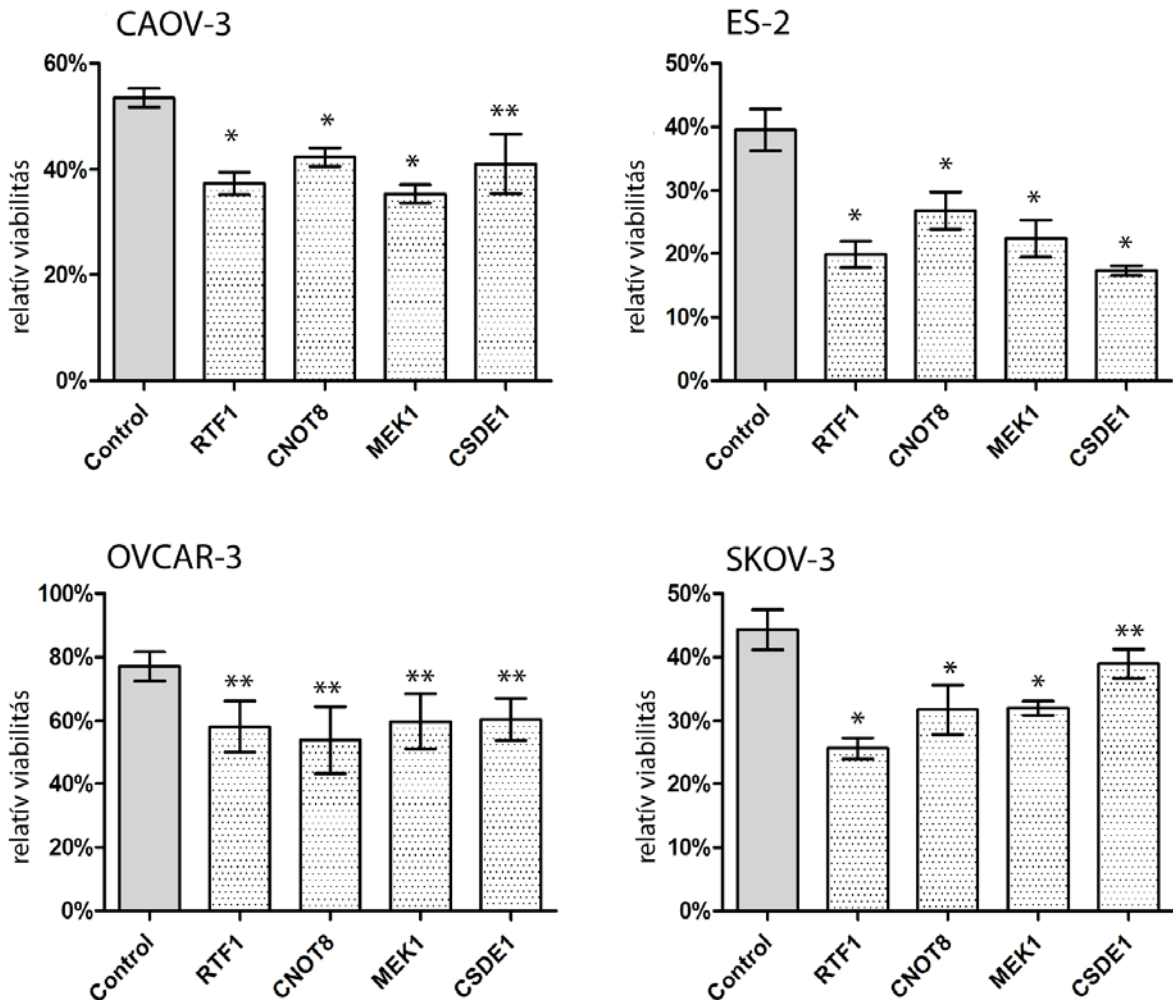 CAOV-3
relatív viabilitás
60%
40%
20%
0%
*
*
*
**
Control
RTF1
CNOT8
MEK1
CSDE1
ES-2
relatív viabilitás
50%
40%
30%
20%
10%
0%
*
*
*
*
Control
RTF1
CNOT8
MEK1
CSDE1
OVCAR-3
relatív viabilitás
100%
80%
60%
40%
20%
0%
**
**
**
**
Control
RTF1
CNOT8
MEK1
CSDE1
SKOV-3
relatív viabilitás
50%
40%
30%
20%
10%
0%
*
*
*
**
Control
RTF1
CNOT8
MEK1
CSDE1